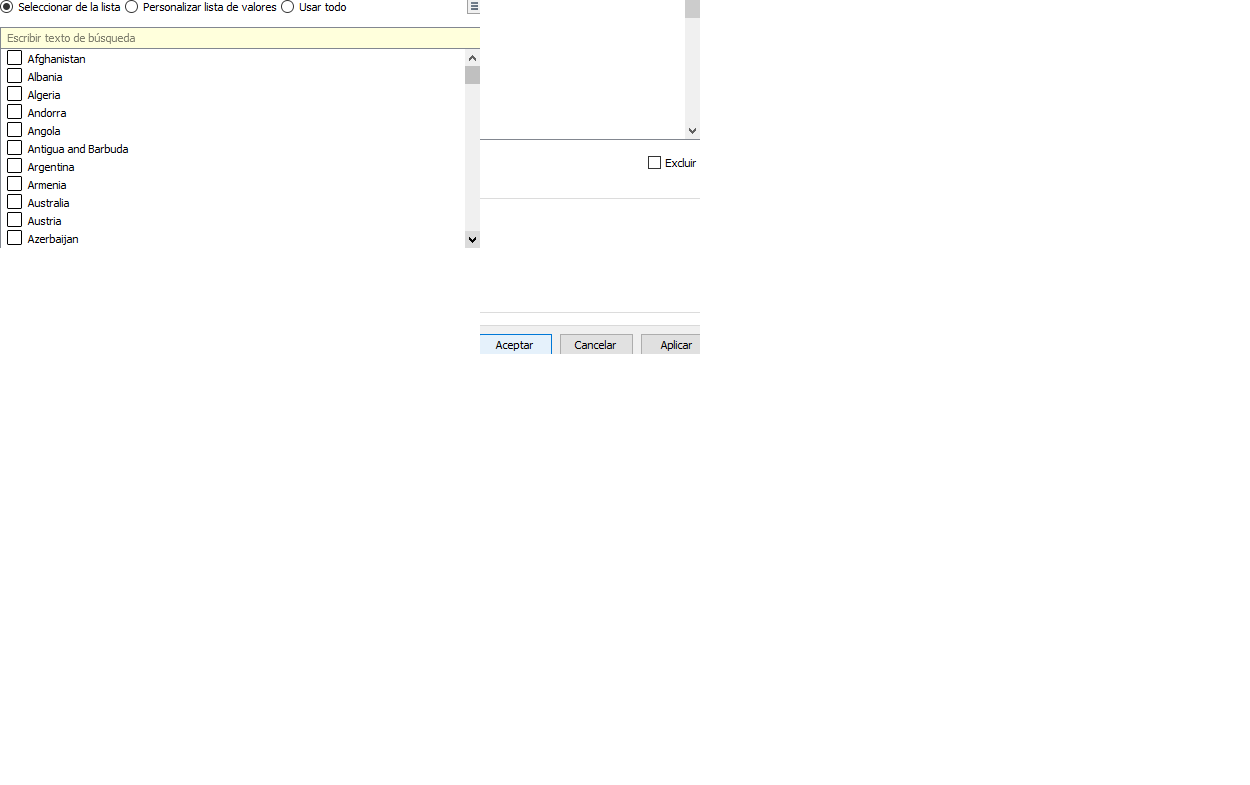 Seleccionar de la lista Personalizar lista de valores Usar todo
Escribir texto de búsqueda
Afghanistan
Albania
Algeria
Andorra
Angola
Antigua and Barbuda
Argentina
Armenia
Australia
Austria
Azerbaijan
Excluir
Aceptar Cancelar Aplicar